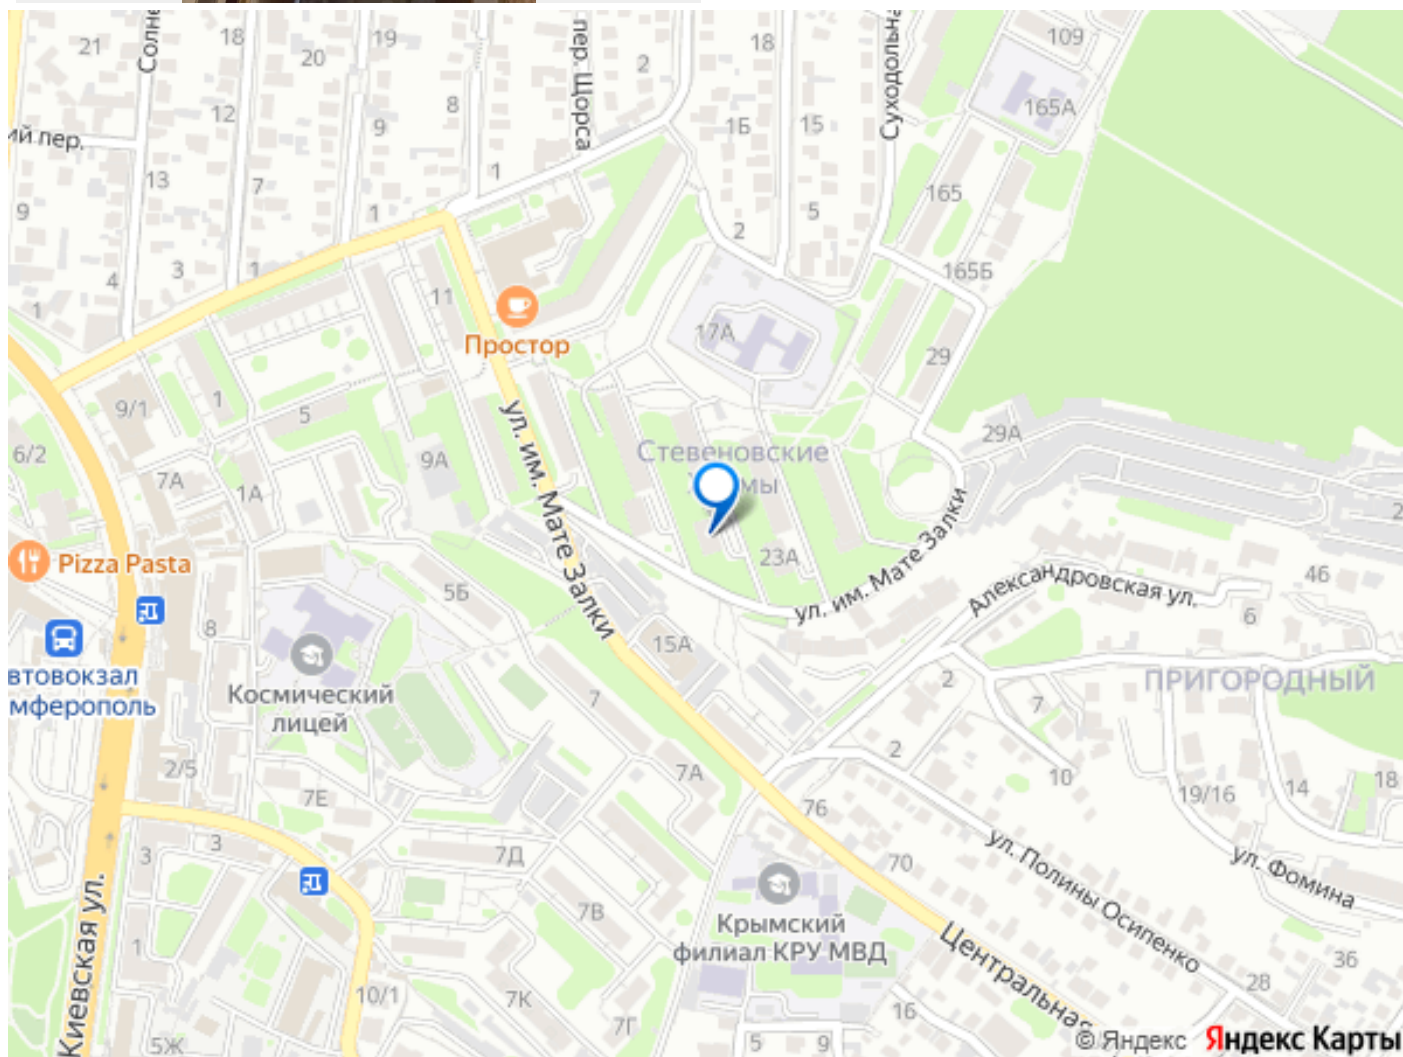 21
Солне
18
20
19
пер. Щорса
2
18
Суходольна
109
165А
12
8
9
1Б
15
ий пер.
13
7
1
1
9
165
5
2
4
3
1
165Б
1
11
Простор
17А
29
9/1
1
5
ул. им. Мате Залки
Стевеновские
мы
29А
6/2
7А
1А
9А
2
Pizza Pasta
5Б
23А
ул. им. Мате Залки
Александровская ул.
46
6
8
15А
втовокзал
мферополь
Космический
лицей
7
2
7
ПРИГОРОДНЫЙ
2/5
7А
2
10
19/16
14
18
7Е
76
3
3
7Д
70
ул. Полины Осипенко
ул. Фомина
Киевская ул.
1
7В
Крымский
филиал КРУ МВД
Центральная
36
28
10/1
7К
7Г
16
5Ж
5
9
© Яндекс Яндекс Карты